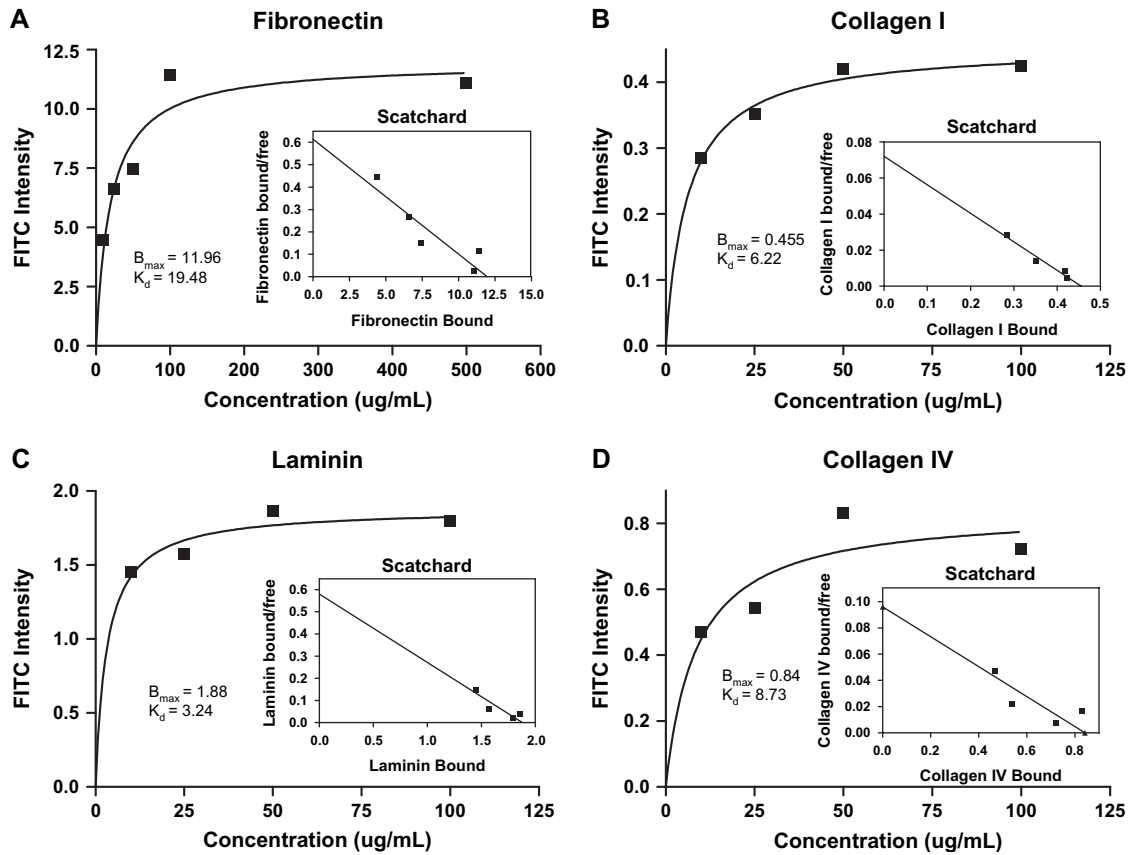 A
Fibronectin
12.5
10.0
7.5
5.0
2.5
0.0
FITC Intensity
0
100
200
300
400
500
600
Concentration (ug/mL)
Bmax = 11.96
Kd = 19.48
Scatchard
0.6
0.5
0.4
0.3
0.2
0.1
0.0
Fibronectin bound/free
0.0
2.5
5.0
7.5
10.0
12.5
15.0
Fibronectin Bound
B
Collagen I
0.4
0.3
0.2
0.1
0.0
FITC Intensity
0
25
50
75
100
125
Concentration (ug/mL)
Bmax = 0.455
Kd = 6.22
Scatchard
0.08
0.06
0.04
0.02
0.00
Collagen I bound/free
0.0
0.1
0.2
0.3
0.4
0.5
Collagen I Bound
C
Laminin
2.0
1.5
1.0
0.5
0.0
FITC Intensity
0
25
50
75
100
125
Concentration (ug/mL)
Bmax = 1.88
Kd = 3.24
Scatchard
0.6
0.5
0.4
0.3
0.2
0.1
0.0
Laminin bound/free
0.0
0.5
1.0
1.5
2.0
Laminin Bound
D
Collagen IV
0.8
0.6
0.4
0.2
0.0
FITC Intensity
0
25
50
75
100
125
Concentration (ug/mL)
Bmax = 0.84
Kd = 8.73
Scatchard
0.10
0.08
0.06
0.04
0.02
0.00
Collagen IV bound/free
0.0
0.2
0.4
0.6
0.8
Collagen IV Bound